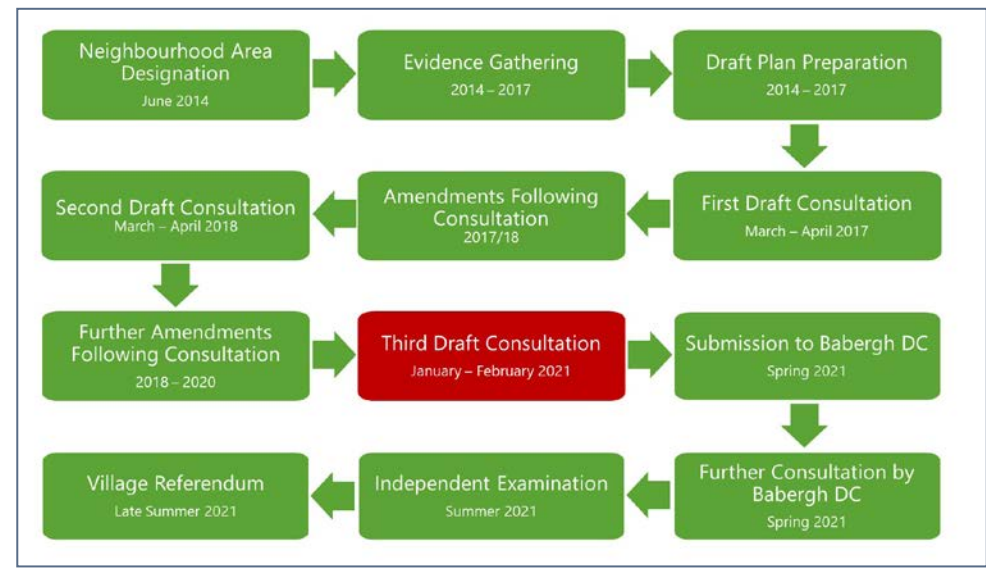 Neighbourhood Area
Designation
June 2014
Evidence Gathering
2014 – 2017
Draft Plan Preparation
2014 – 2017
First Draft Consultation
March – April 2017
Amendments Following
Consultation
2017/18
Second Draft Consultation
March – April 2018
Further Amendments
Following Consultation
2018 – 2020
Third Draft Consultation
January – February 2021
Submission to Babergh DC
Spring 2021
Further Consultation by
Babergh DC
Spring 2021
Independent Examination
Summer 2021
Village Referendum
Late Summer 2021